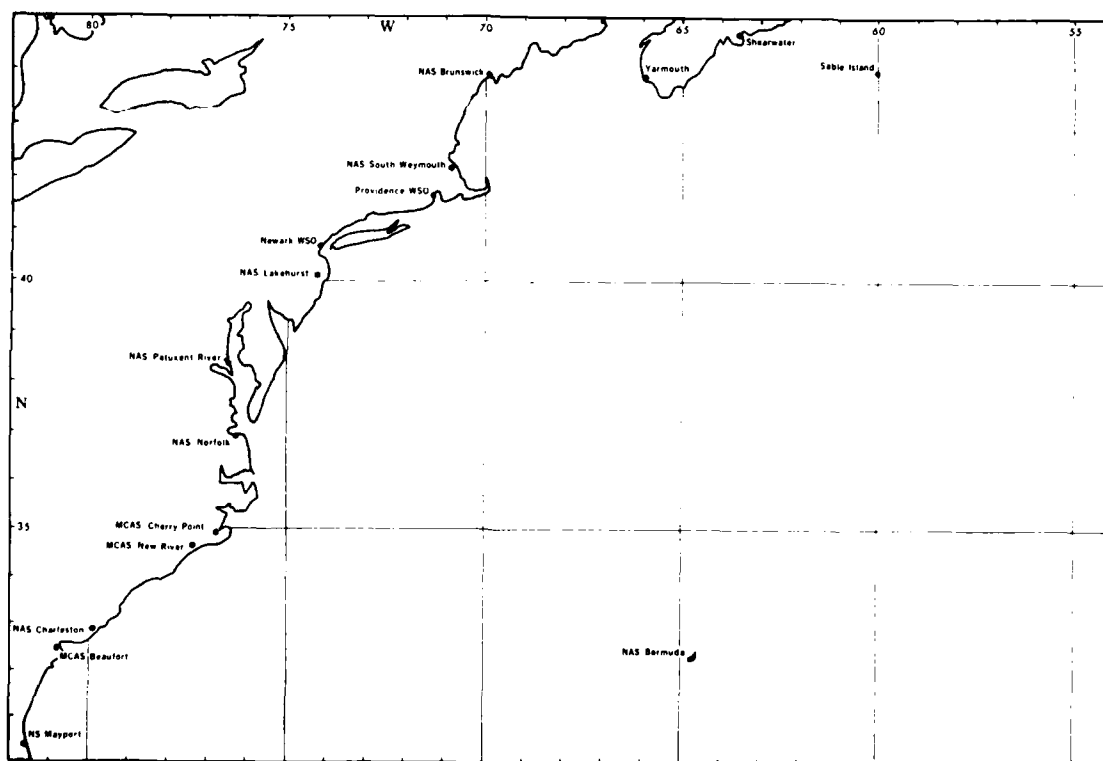 80 75 W 70 65 60 55
Shearwater
NAS Brunswick
Yarmouth
Sable Island
NAS South Weymouth
Providence WSO
Newark WSO
NAS Lakehurst
40
NAS Patuxent River
N
NAS Norfolk
35
MCAS Cherry Point
MCAS New River
NAS Charleston
MCAS Beaufort
NAS Bermuda
NS Mayport